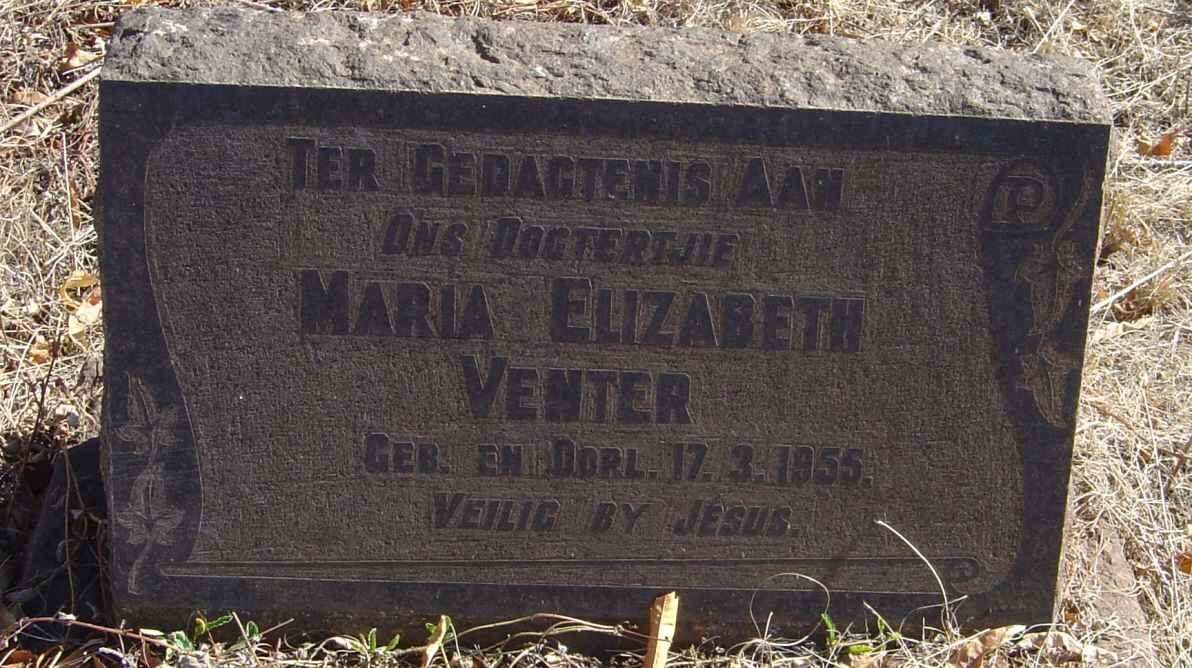 TER GEDAGTENIS AAN
ONS DOGTERTJIE
MARIA ELIZABETH
VENTER
GEB. EN OORL. 17. 3. 1955.
VEILIG BY JESUS.